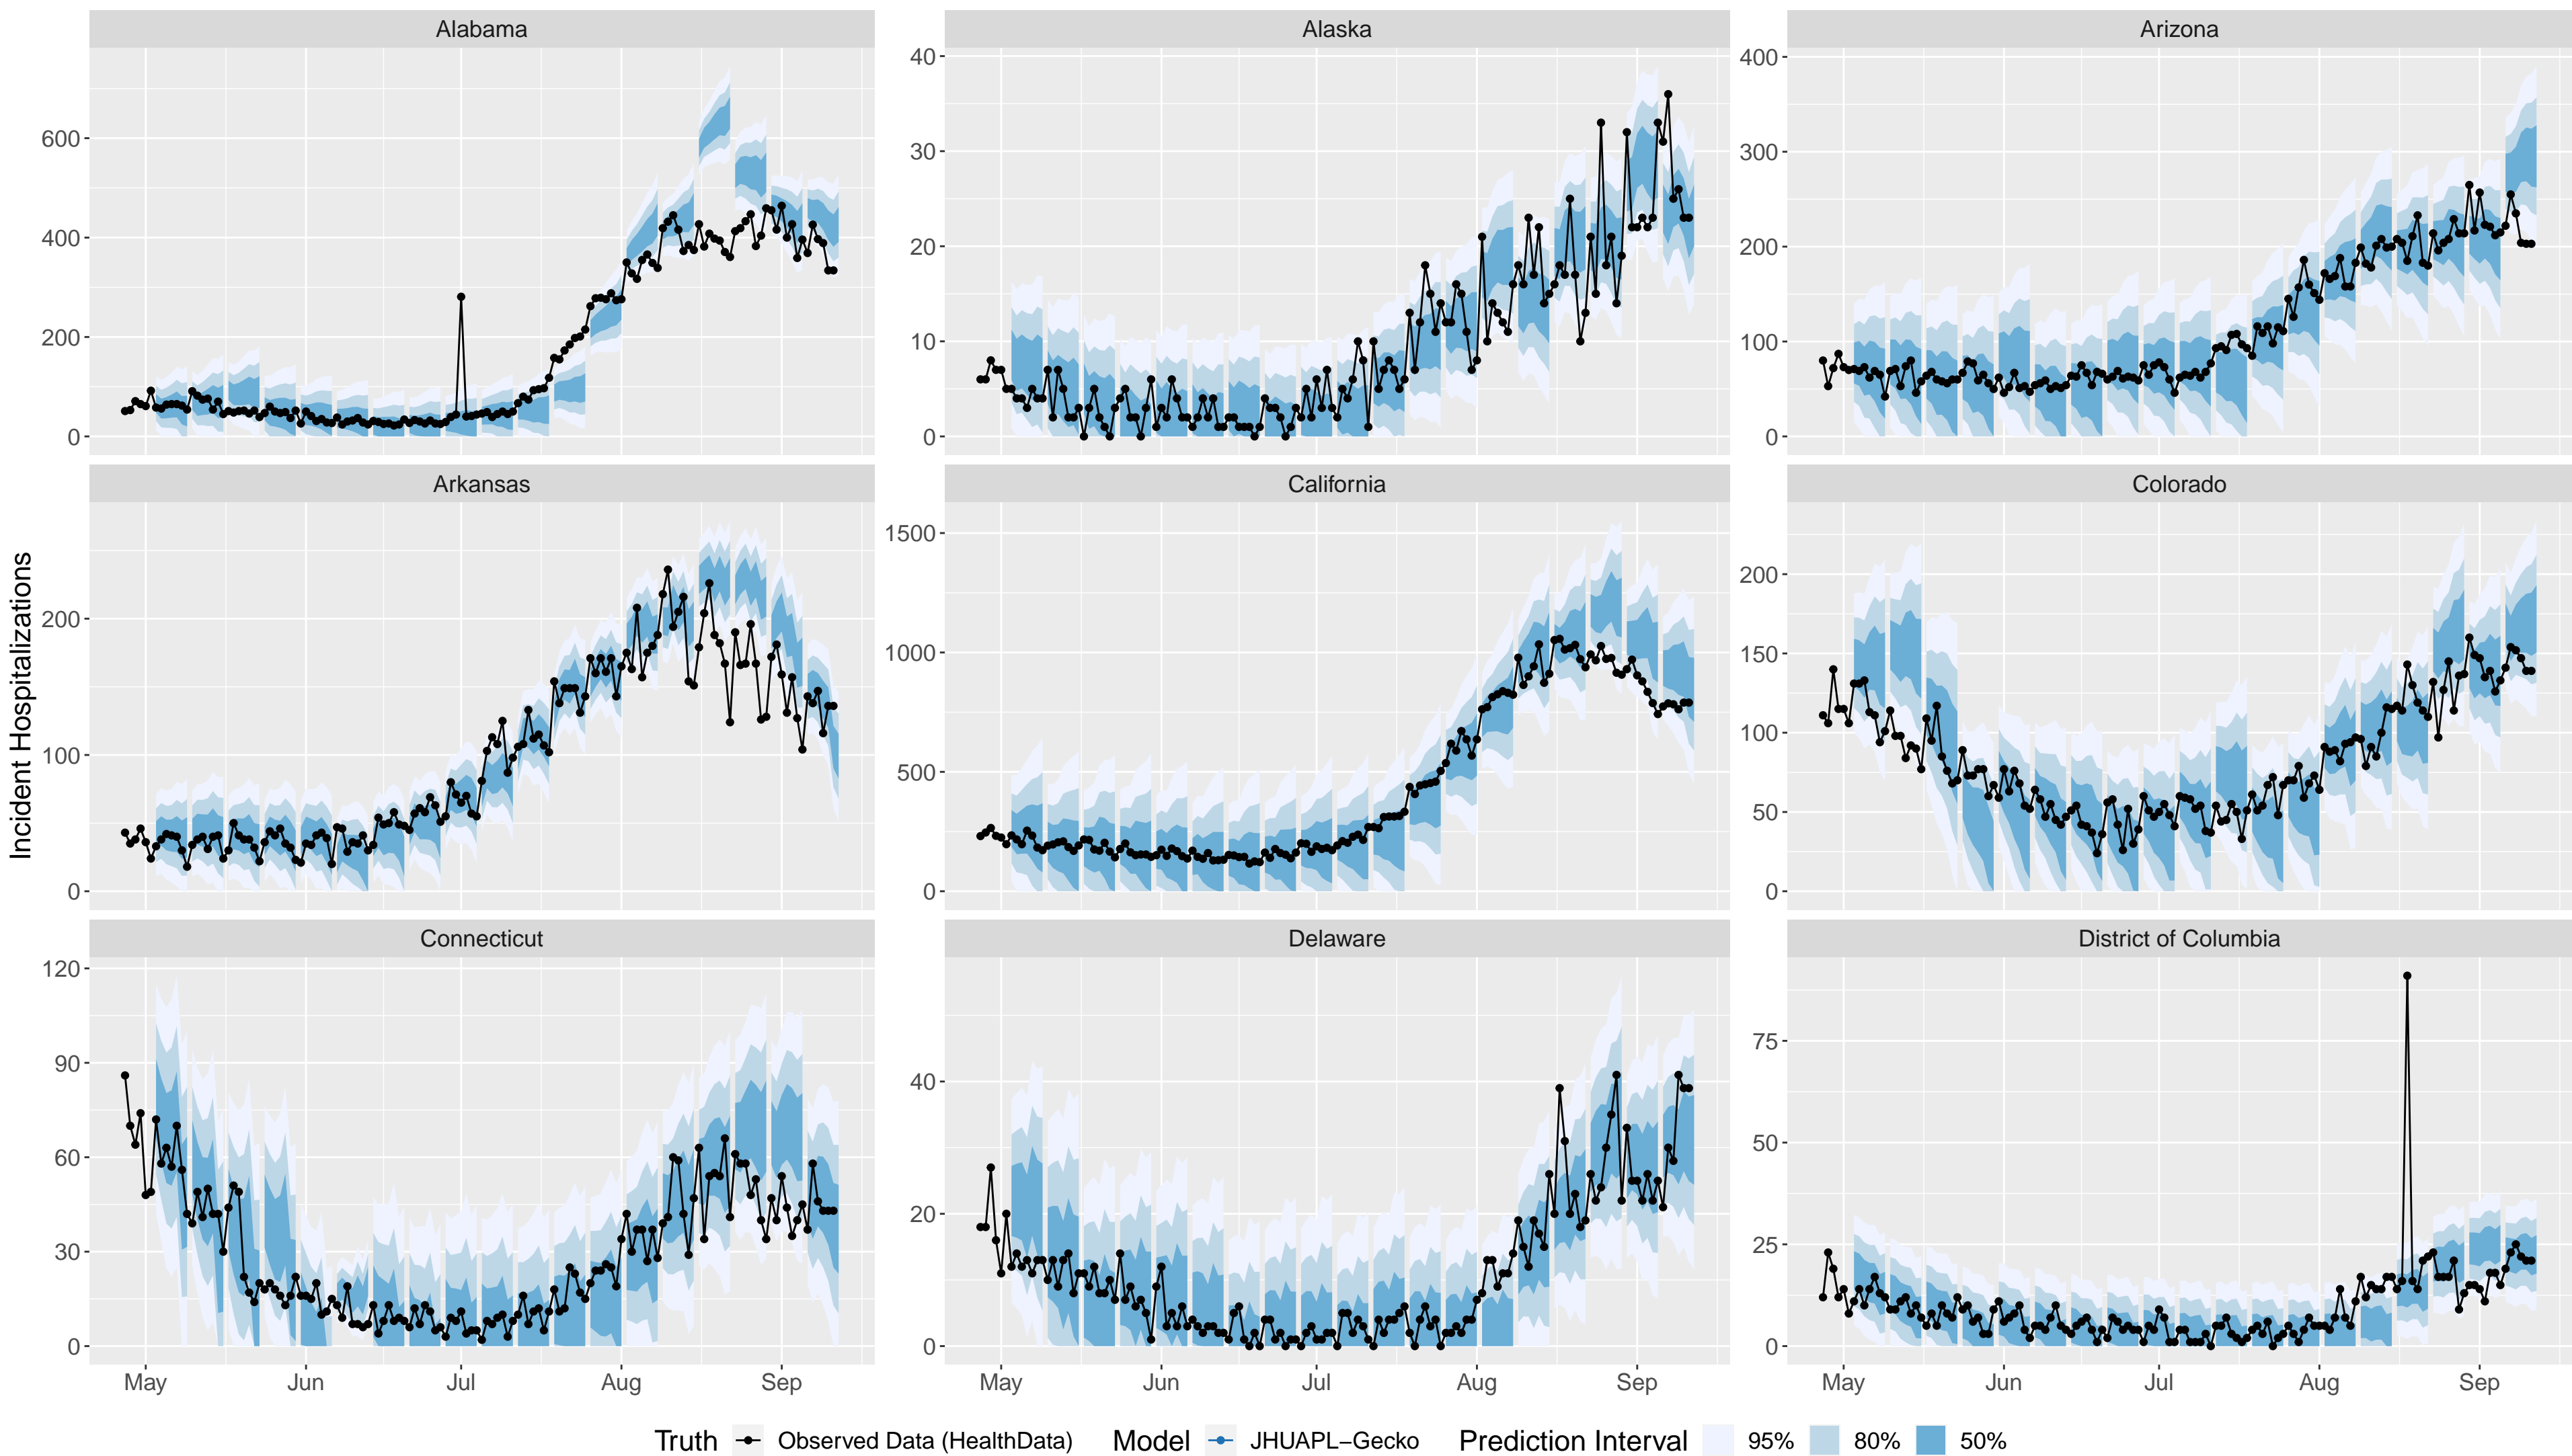 Alabama
Alaska
Arizona
600
400
200
0
40
30
20
10
0
400
300
200
100
0
Arkansas
California
Colorado
Incident Hospitalizations
200
100
0
1500
1000
500
0
200
150
100
50
0
Connecticut
Delaware
District of Columbia
120
90
60
30
0
40
20
0
75
50
25
0
May Jun Jul Aug Sep
May Jun Jul Aug Sep
May Jun Jul Aug Sep
Truth Observed Data (HealthData) Model JHUAPL−Gecko Prediction Interval 95% 80% 50%